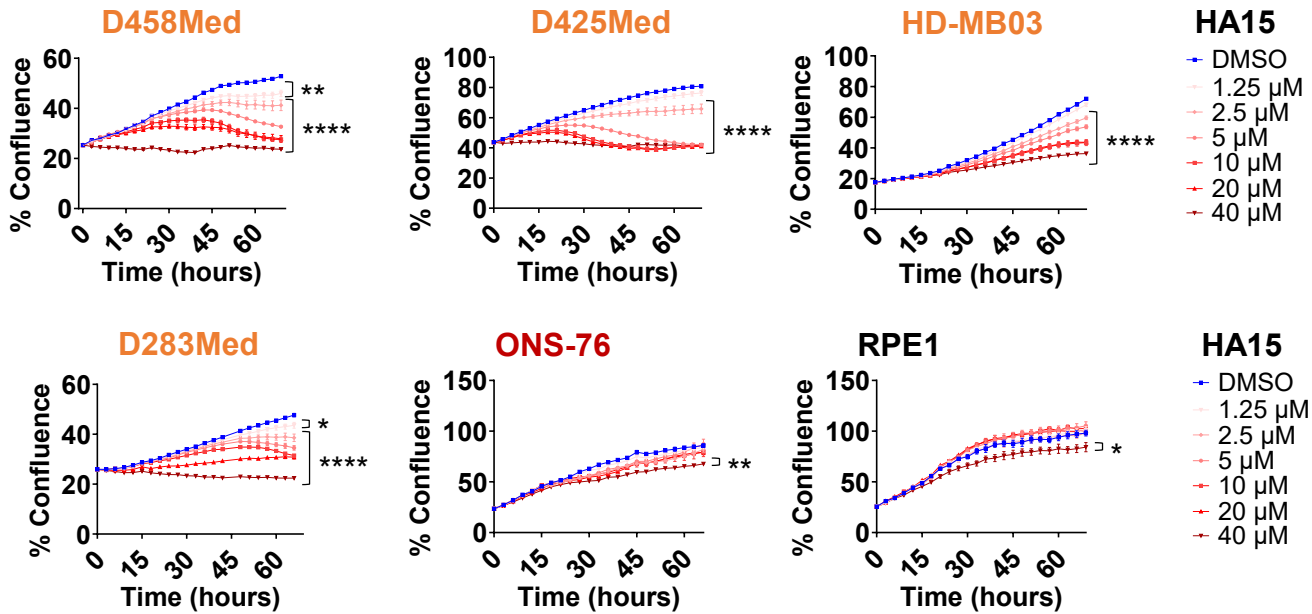 D458Med
D425Med
HD-MB03
HA15
% Confluence
60
40
20
0
**
****
0 15 30 45 60
Time (hours)
% Confluence
100
80
60
40
20
0
****
0 15 30 45 60
Time (hours)
% Confluence
100
80
60
40
20
0
****
0 15 30 45 60
Time (hours)
DMSO
1.25 μM
2.5 μM
5 μM
10 μM
20 μM
40 μM
D283Med
ONS-76
RPE1
HA15
% Confluence
60
40
20
0
*
****
0 15 30 45 60
Time (hours)
% Confluence
150
100
50
0
**
0 15 30 45 60
Time (hours)
% Confluence
150
100
50
0
*
0 15 30 45 60
Time (hours)
DMSO
1.25 μM
2.5 μM
5 μM
10 μM
20 μM
40 μM